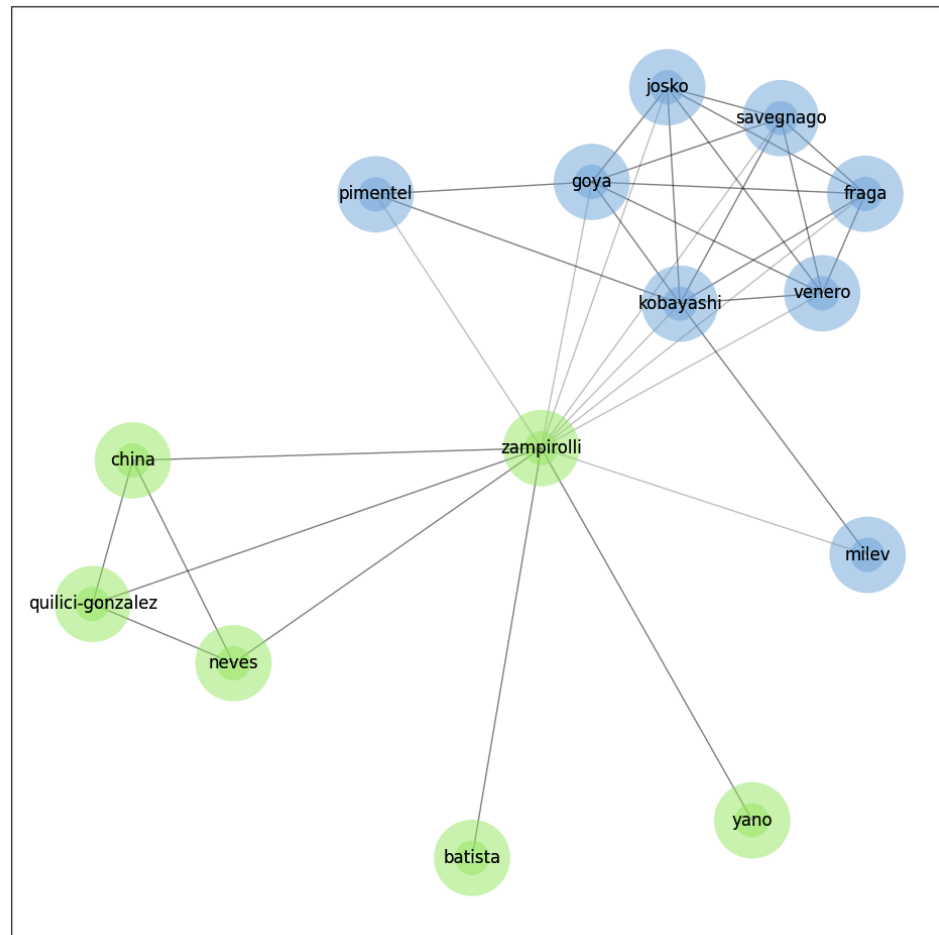 josko
savegnago
goya
pimentel
fraga
venero
kobayashi
zampirolli
china
milev
quilici-gonzalez
neves
yano
batista